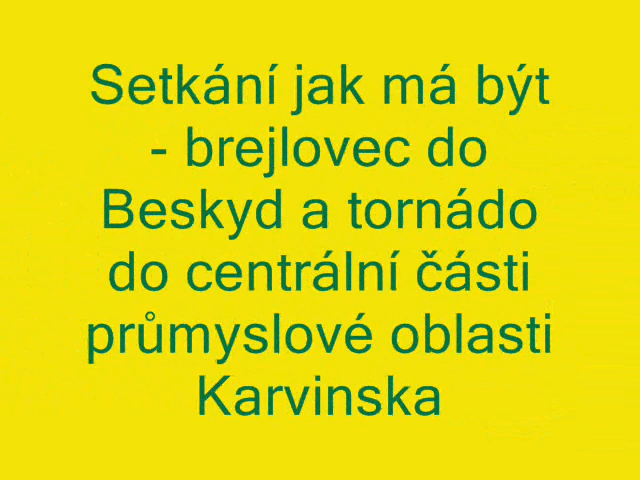 Setkání jak má být
- brejlovec do
Beskyd a tornádo
do centrální části
průmyslové oblasti
Karvinska